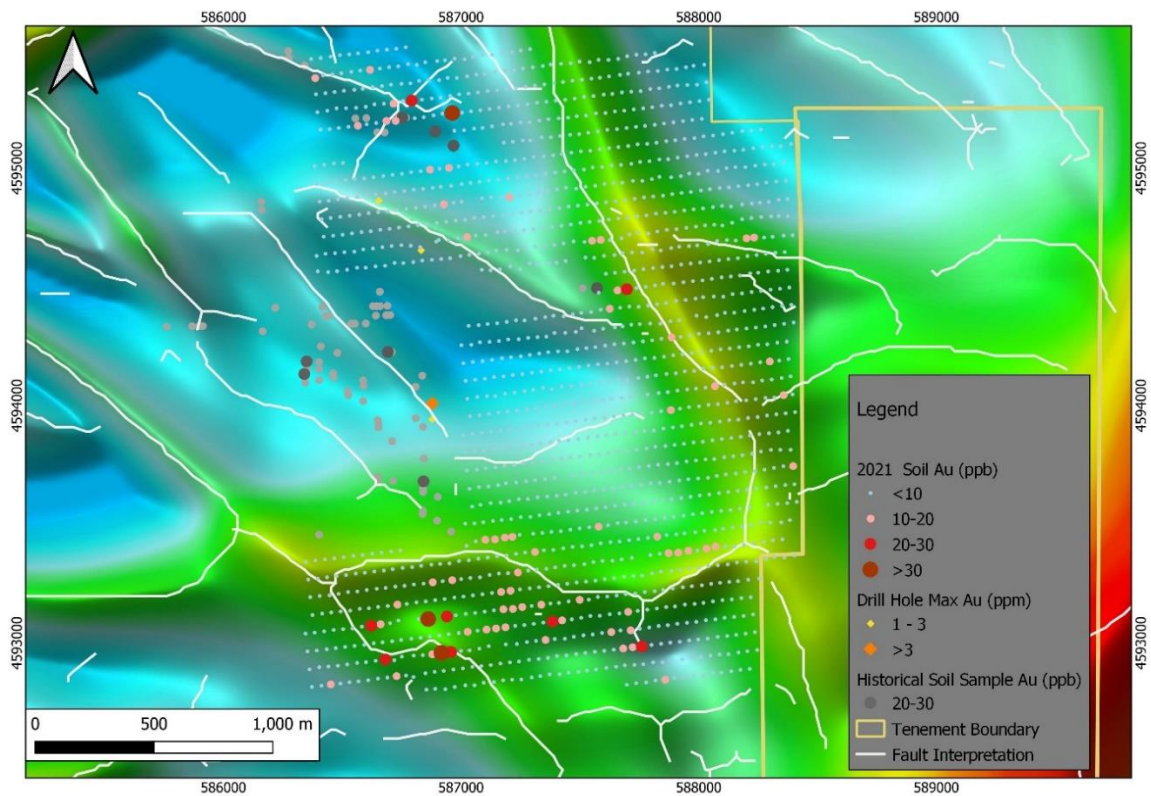 586000 587000 588000 589000
4595000 4595000
4594000 4594000
4593000 4593000
Legend
2021 Soil Au (ppb)
<10
10-20
20-30
>30
Drill Hole Max Au (ppm)
1 - 3
>3
Historical Soil Sample Au (ppb)
20-30
Tenement Boundary
Fault Interpretation
0 500 1,000 m
586000 587000 588000 589000